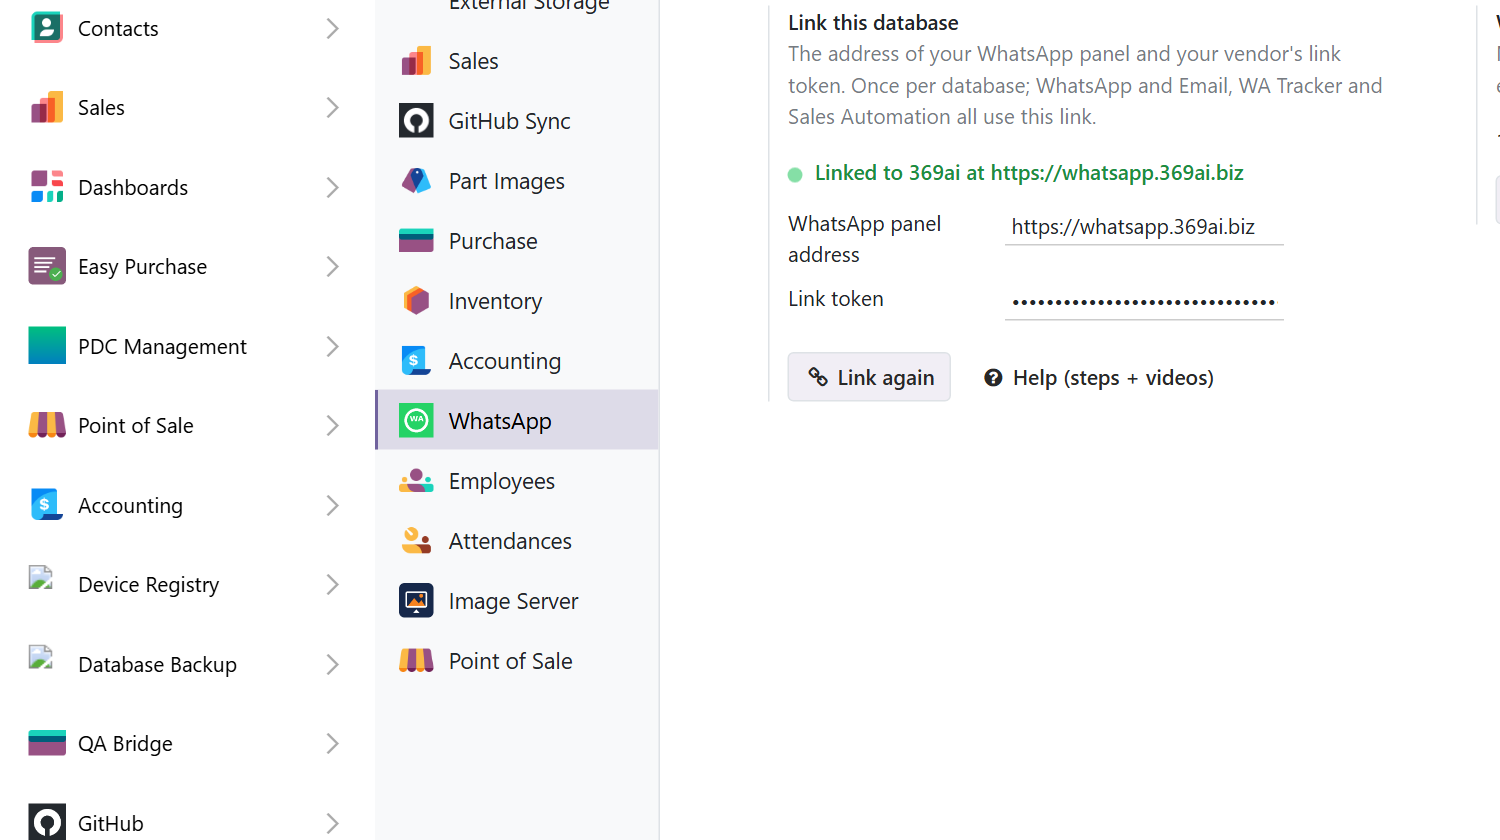 Contacts
Sales
Dashboards
Easy Purchase
PDC Management
Point of Sale
Accounting
Device Registry
Database Backup
QA Bridge
GitHub
External Storage
Sales
GitHub Sync
Part Images
Purchase
Inventory
Accounting
WA
WhatsApp
Employees
Attendances
Image Server
Point of Sale
Link this database
The address of your WhatsApp panel and your vendor's link
token. Once per database; WhatsApp and Email, WA Tracker and
Sales Automation all use this link.
Linked to 369ai at https://whatsapp.369ai.biz
WhatsApp panel
address
https://whatsapp.369ai.biz
Link token
•••••••••••••••••••••••••••••••
Link again
Help (steps + videos)